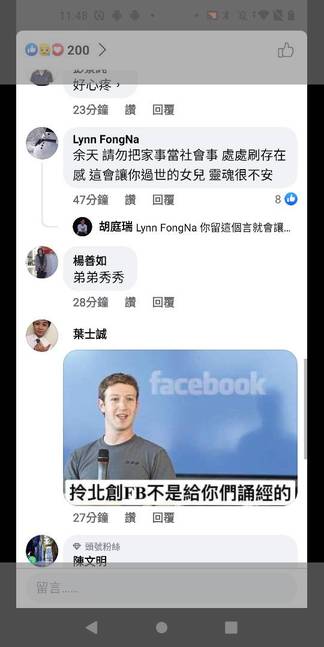 11:48
200
好心疼，
23分鐘 讚 回覆
Lynn FongNa
余天 請勿把家事當社會事 處處刷存在
感 這會讓你過世的女兒 靈魂很不安
47分鐘 讚 回覆 8
胡庭瑞 Lynn FongNa 你留這個言就會讓...
楊善如
弟弟秀秀
28分鐘 讚 回覆
葉士誠
facebook
拎北創FB不是給你們誦經的
27分鐘 讚 回覆
頭號粉絲
陳文明
留言......